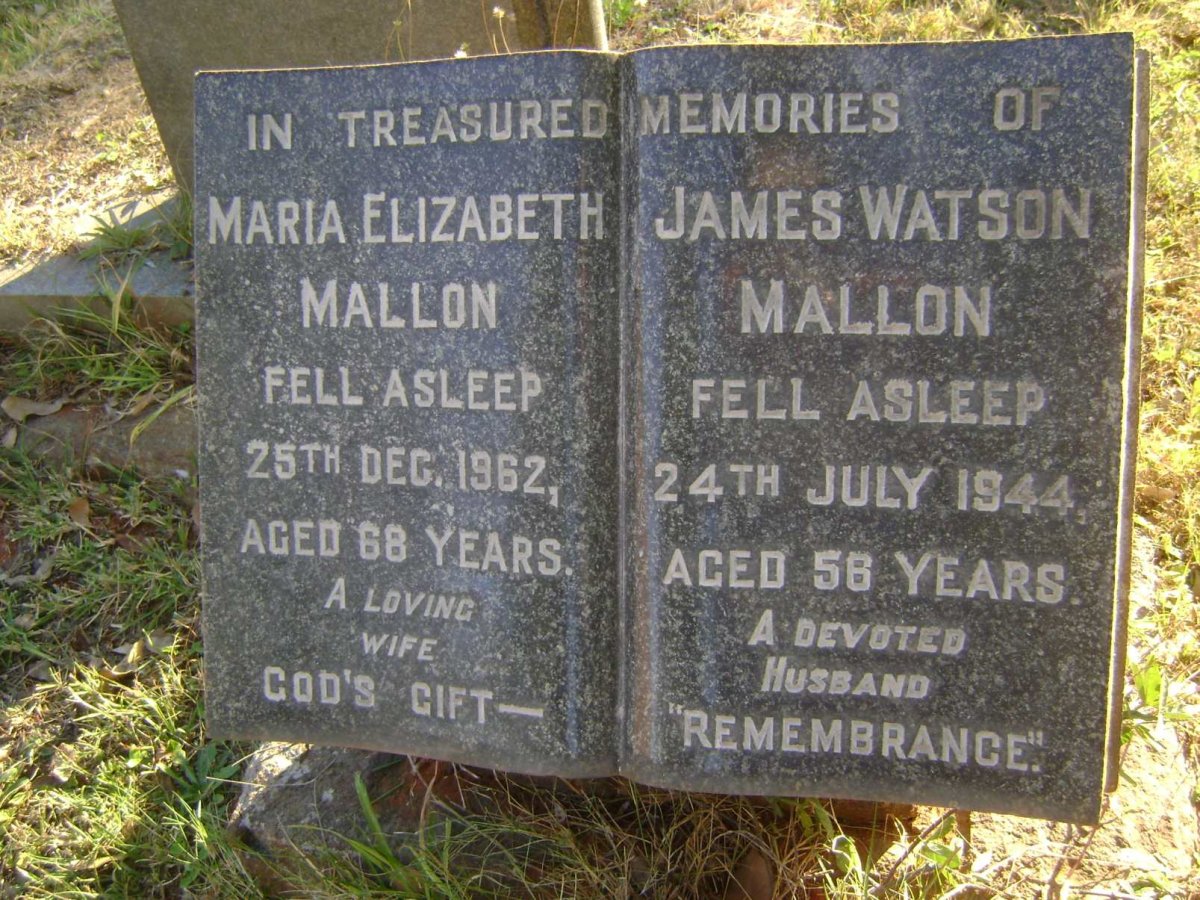 IN TREASURED MEMORIES OF
MARIA ELIZABETH
MALLON
FELL ASLEEP
25TH DEC. 1962,
AGED 68 YEARS.
A LOVING
WIFE
GOD'S GIFT—
JAMES WATSON
MALLON
FELL ASLEEP
24TH JULY 1944.
AGED 56 YEARS.
A DEVOTED
HUSBAND
"REMEMBRANCE."